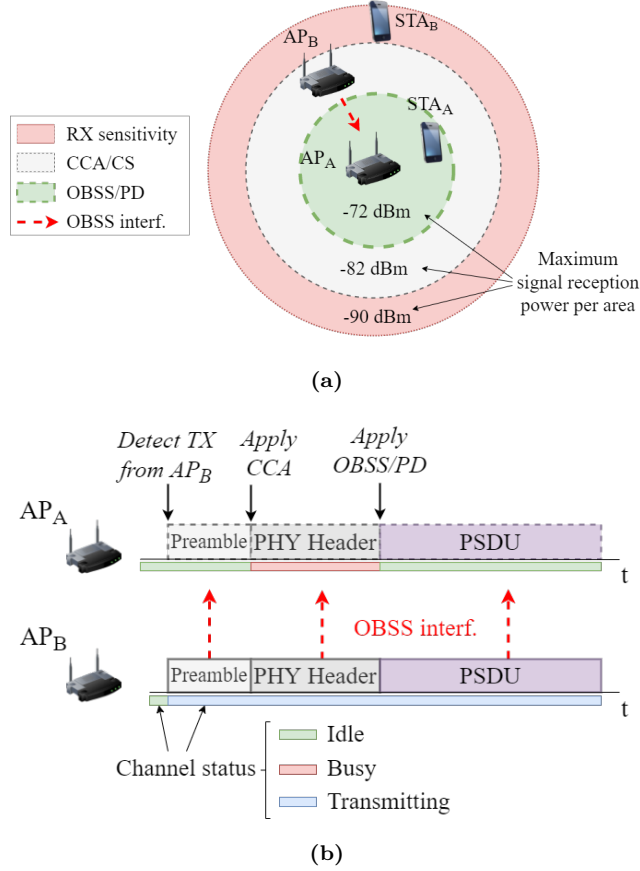 STA_B
AP_B
STA_A
AP_A
RX sensitivity
CCA/CS
OBSS/PD
OBSS interf.
-72 dBm
-82 dBm
-90 dBm
Maximum
signal reception
power per area
(a)
Detect TX
from AP_B
Apply
CCA
Apply
OBSS/PD
AP_A
Preamble
PHY Header
PSDU
t
OBSS interf.
AP_B
Preamble
PHY Header
PSDU
t
Channel status
Idle
Busy
Transmitting
(b)